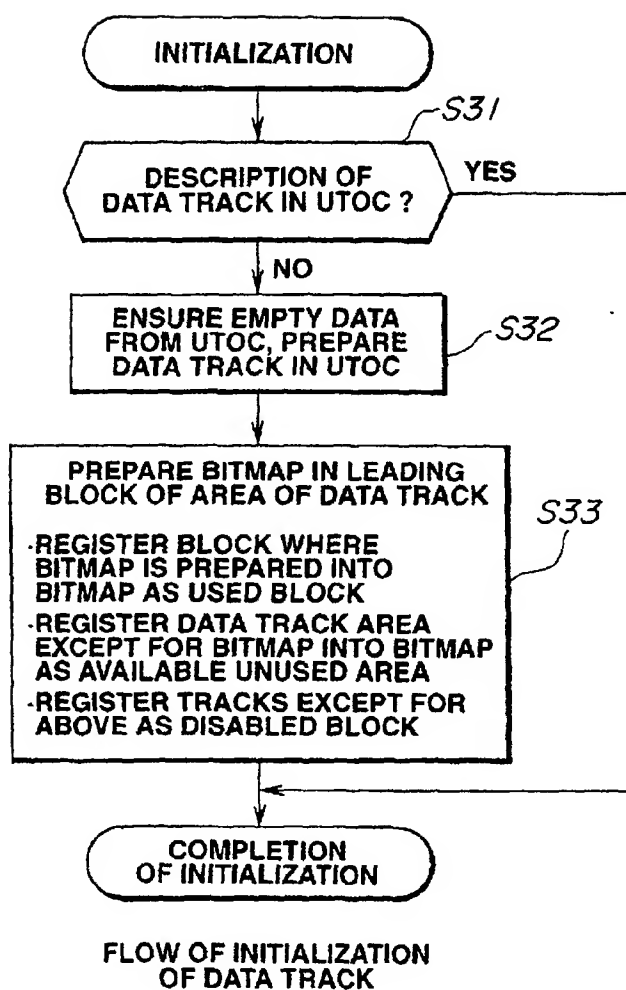 INITIALIZATION
S31
DESCRIPTION OF
DATA TRACK IN UTOC ?
YES
NO
ENSURE EMPTY DATA
FROM UTOC, PREPARE
DATA TRACK IN UTOC
S32
PREPARE BITMAP IN LEADING
BLOCK OF AREA OF DATA TRACK
S33
·REGISTER BLOCK WHERE
BITMAP IS PREPARED INTO
BITMAP AS USED BLOCK
·REGISTER DATA TRACK AREA
EXCEPT FOR BITMAP INTO BITMAP
AS AVAILABLE UNUSED AREA
·REGISTER TRACKS EXCEPT FOR
ABOVE AS DISABLED BLOCK
COMPLETION
OF INITIALIZATION
FLOW OF INITIALIZATION
OF DATA TRACK